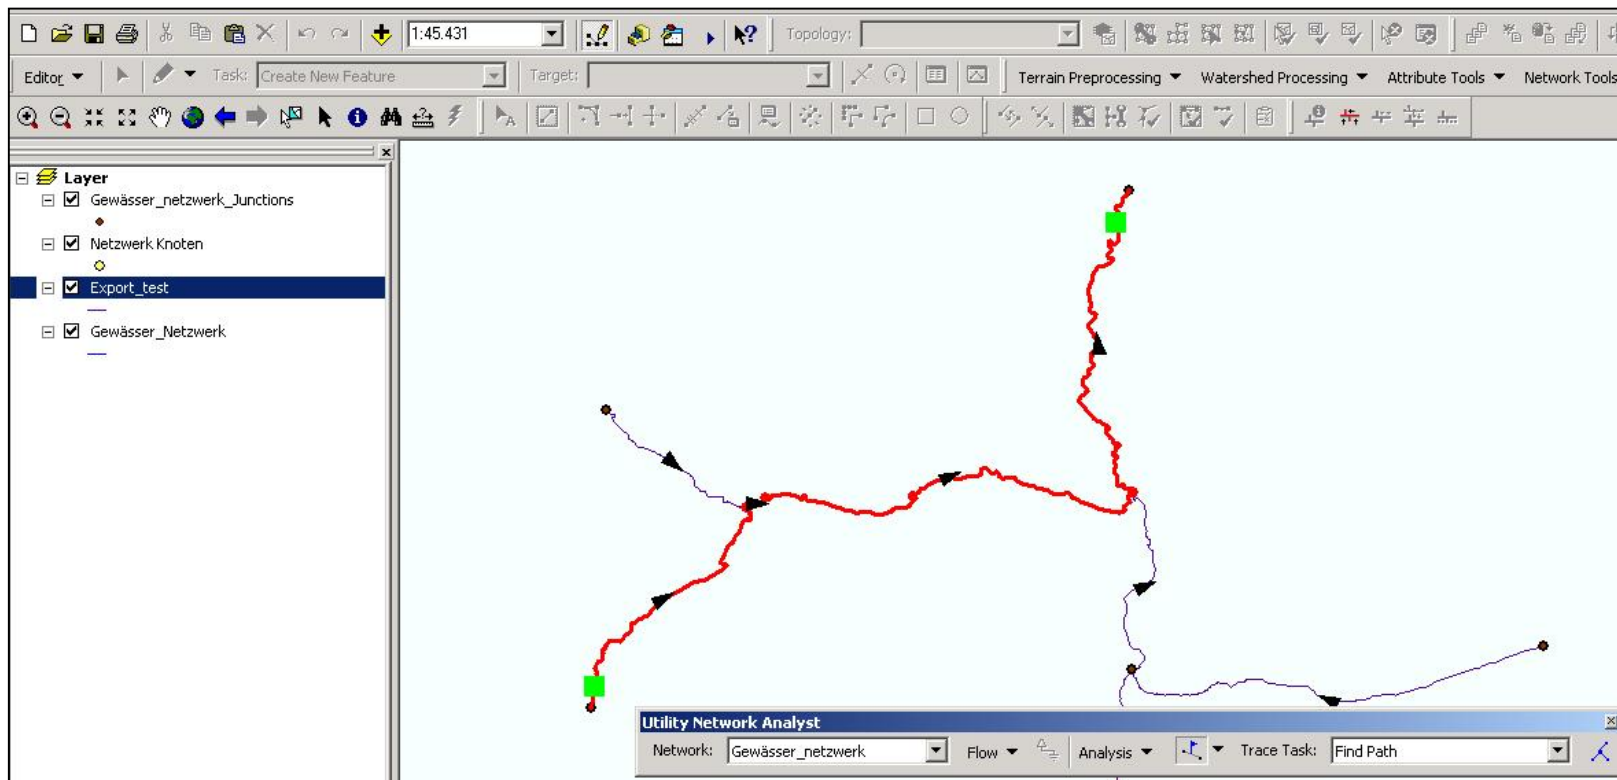 1:45.431 Topology:
Editor Task: Create New Feature Target: Terrain Preprocessing Watershed Processing Attribute Tools Network Tools
Layer
Gewässer_netzwerk_Junctions
Netzwerk Knoten
Export_test
Gewässer_Netzwerk
Utility Network Analyst
Network: Gewässer_netzwerk Flow Analysis Trace Task: Find Path